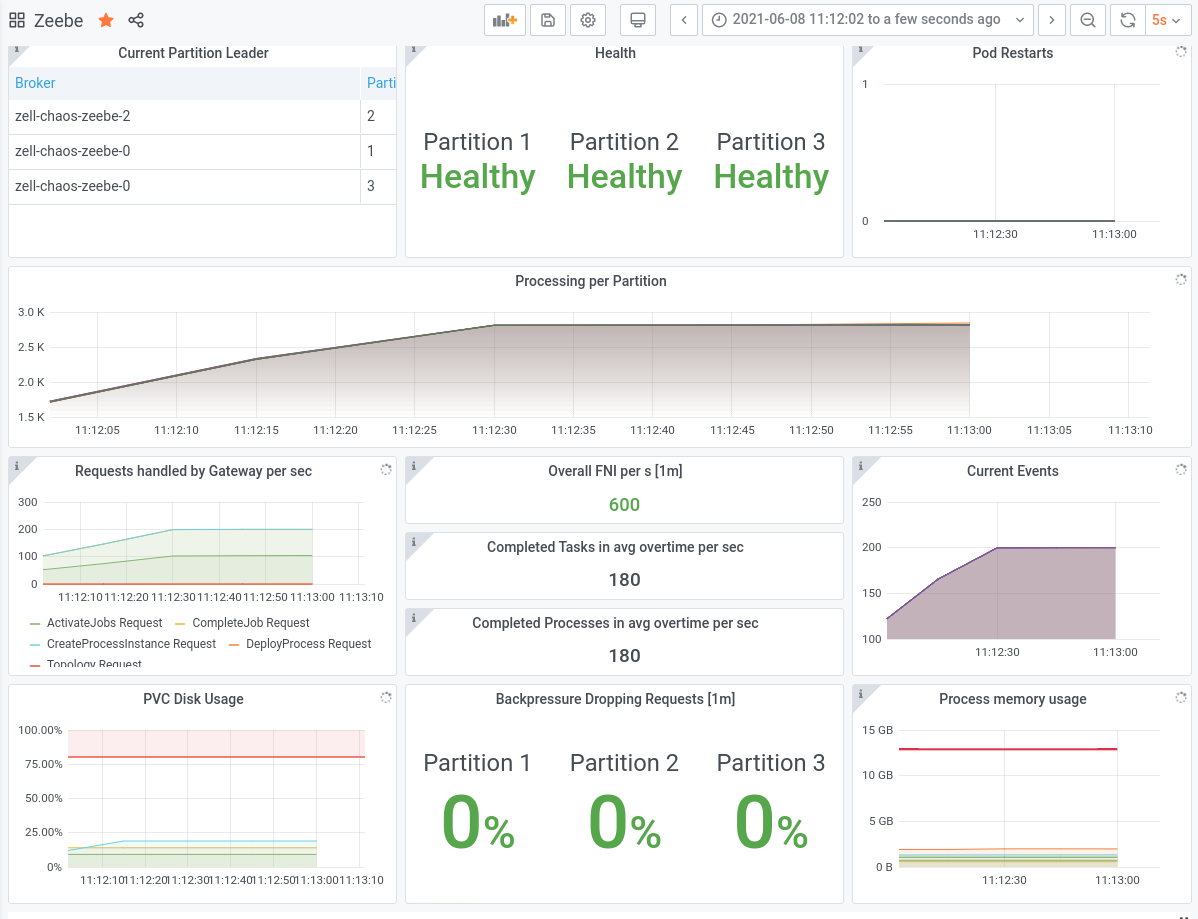 Zeebe
2021-06-08 11:12:02 to a few seconds ago
5s
Current Partition Leader
Broker Parti
zell-chaos-zeebe-2 2
zell-chaos-zeebe-0 1
zell-chaos-zeebe-0 3
Health
Partition 1 Partition 2 Partition 3
Healthy Healthy Healthy
Pod Restarts
1
0
11:12:30 11:13:00
Processing per Partition
3.0 K
2.5 K
2.0 K
1.5 K
11:12:05 11:12:10 11:12:15 11:12:20 11:12:25 11:12:30 11:12:35 11:12:40 11:12:45 11:12:50 11:12:55 11:13:00 11:13:05 11:13:10
Requests handled by Gateway per sec
300
200
100
0
11:12:10 11:12:20 11:12:30 11:12:40 11:12:50 11:13:00 11:13:10
ActivateJobs Request CompleteJob Request
CreateProcessInstance Request DeployProcess Request
Topology Request
Overall FNI per s [1m]
600
Completed Tasks in avg overtime per sec
180
Completed Processes in avg overtime per sec
180
Current Events
250
200
150
100
11:12:30 11:13:00
PVC Disk Usage
100.00%
75.00%
50.00%
25.00%
0%
11:12:10 11:12:20 11:12:30 11:12:40 11:12:50 11:13:00 11:13:10
Backpressure Dropping Requests [1m]
Partition 1 Partition 2 Partition 3
0% 0% 0%
Process memory usage
15 GB
10 GB
5 GB
0 B
11:12:30 11:13:00